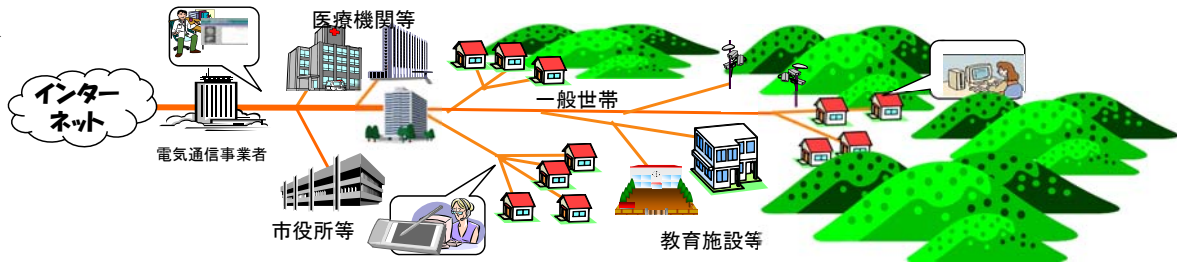 医療機関等
インター
ネット
一般世帯
電気通信事業者
市役所等
教育施設等